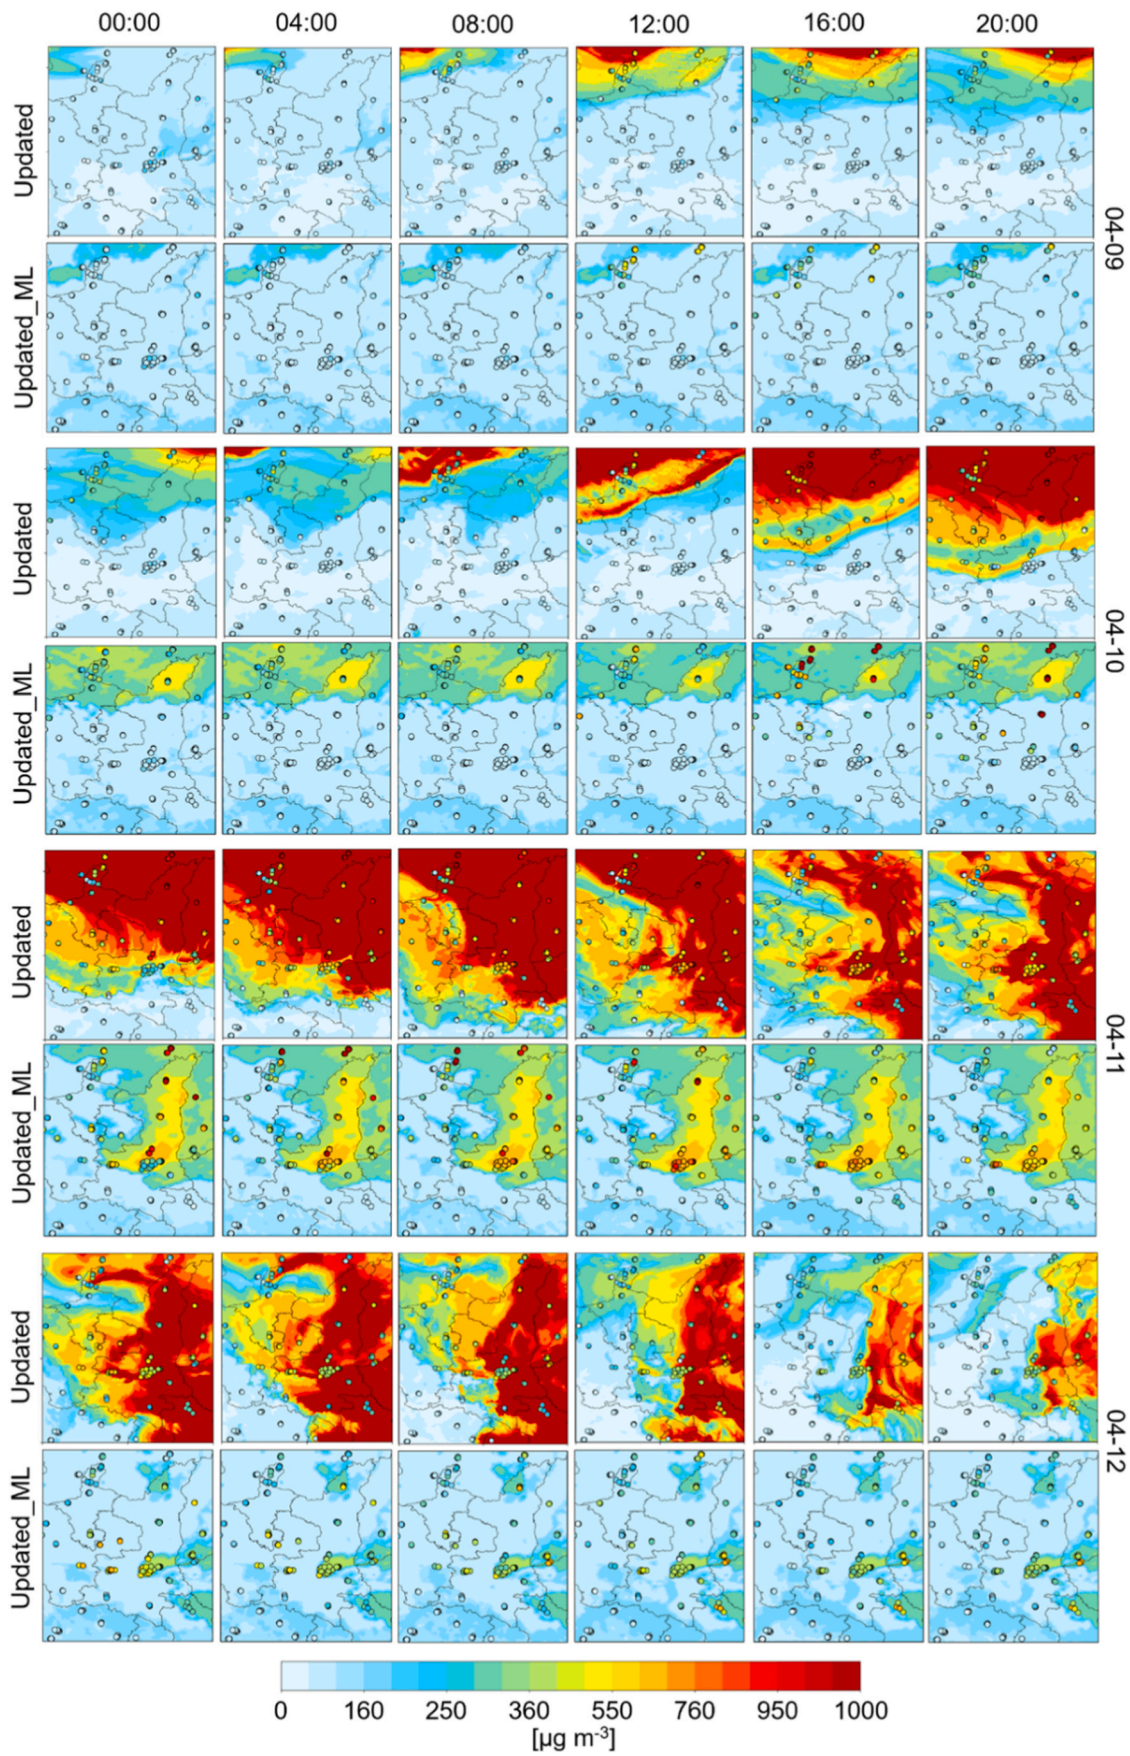 00:00 04:00 08:00 12:00 16:00 20:00
Updated
04-09
Updated_ML
Updated
04-10
Updated_ML
Updated
04-11
Updated_ML
Updated
04-12
Updated_ML
0 160 250 360 550 760 950 1000
[µg m⁻³]